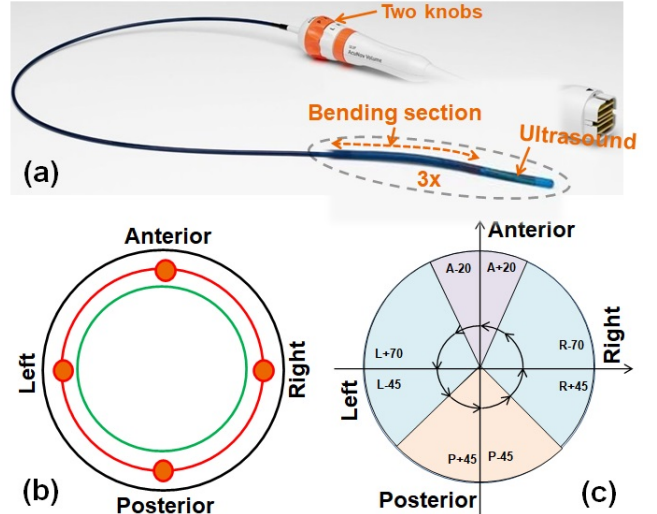 Two knobs
Bending section
Ultrasound
3x
(a)
Anterior
Left
Right
Posterior
(b)
Anterior
A-20
A+20
L+70
R-70
Right
Left
L-45
R+45
P+45
P-45
Posterior
(c)